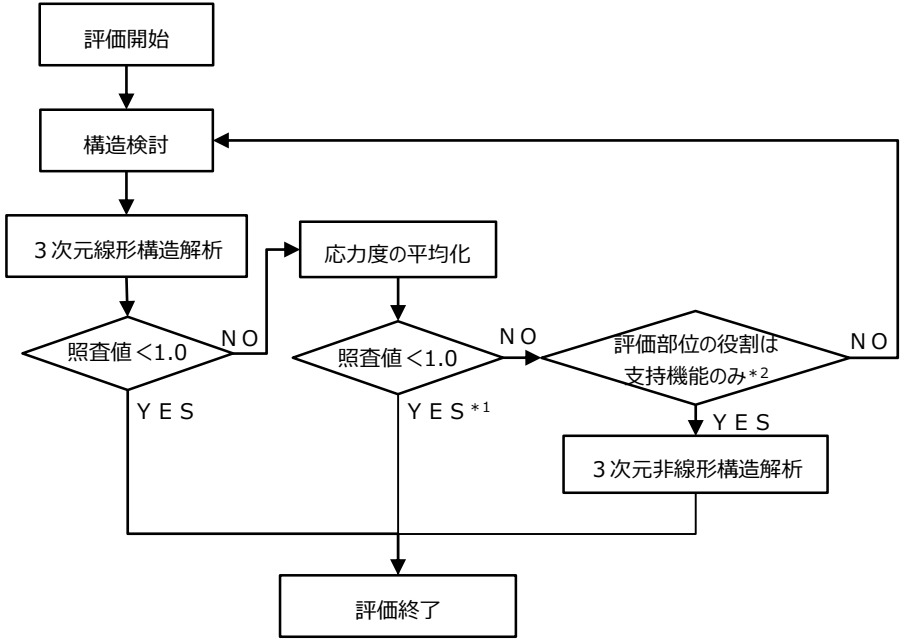 評価開始
構造検討
３次元線形構造解析
照査値＜1.0
ＮＯ
ＹＥＳ
応力度の平均化
照査値＜1.0
ＮＯ
ＹＥＳ*1
評価部位の役割は
支持機能のみ*2
ＮＯ
ＹＥＳ
３次元非線形構造解析
評価終了